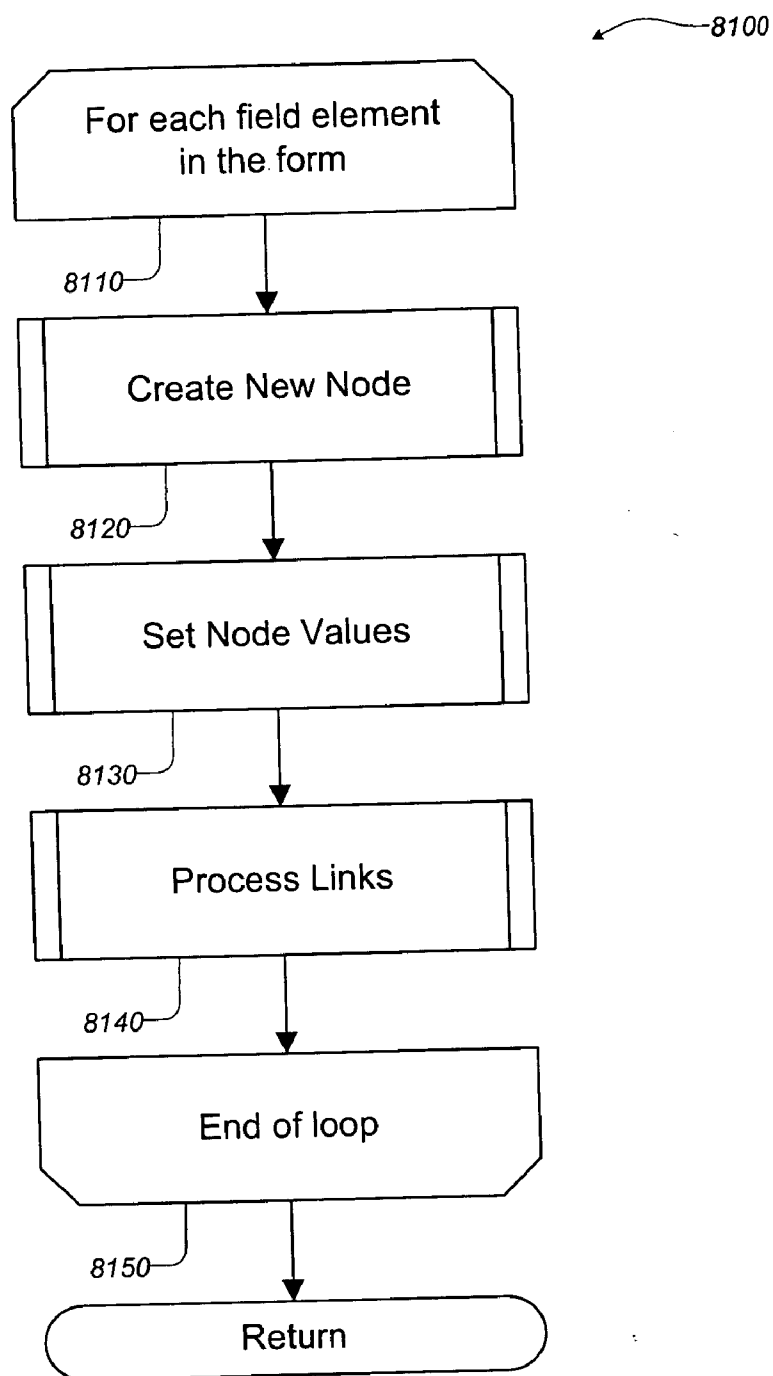 8100
For each field element
in the form
8110
Create New Node
8120
Set Node Values
8130
Process Links
8140
End of loop
8150
Return